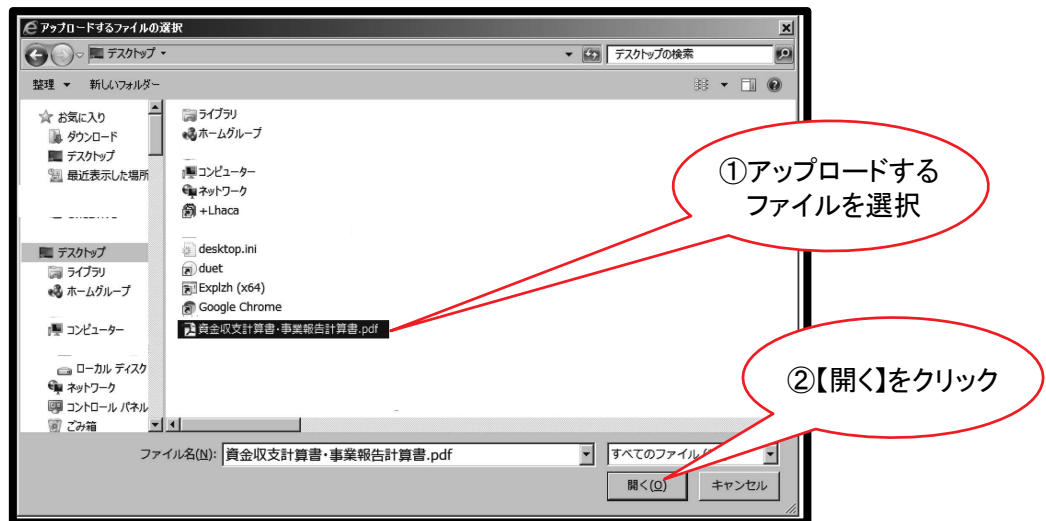 アップロードするファイルの選択
デスクトップ
デスクトップの検索
整理 新しいフォルダー
お気に入り
ダウンロード
デスクトップ
最近表示した場所
デスクトップ
ライブラリ
ホームグループ
コンピューター
ローカル ディスク
ネットワーク
コントロール パネル
ごみ箱
ライブラリ
ホームグループ
コンピューター
ネットワーク
+Lhaca
desktop.ini
duet
Explzh (x64)
Google Chrome
資金収支計算書・事業報告計算書.pdf
①アップロードする
ファイルを選択
②【開く】をクリック
ファイル名(N): 資金収支計算書・事業報告計算書.pdf
すべてのファイル
開く(O) キャンセル